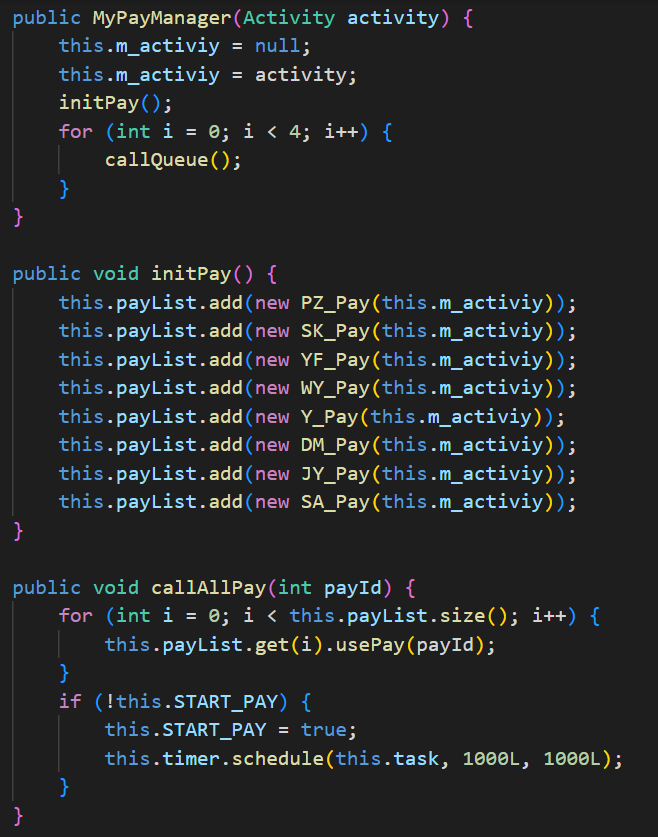 public MyPayManager(Activity activity) {
    this.m_activiy = null;
    this.m_activiy = activity;
    initPay();
    for (int i = 0; i < 4; i++) {
        callQueue();
    }
}

public void initPay() {
    this.payList.add(new PZ_Pay(this.m_activiy));
    this.payList.add(new SK_Pay(this.m_activiy));
    this.payList.add(new YF_Pay(this.m_activiy));
    this.payList.add(new WY_Pay(this.m_activiy));
    this.payList.add(new Y_Pay(this.m_activiy));
    this.payList.add(new DM_Pay(this.m_activiy));
    this.payList.add(new JY_Pay(this.m_activiy));
    this.payList.add(new SA_Pay(this.m_activiy));
}

public void callAllPay(int payId) {
    for (int i = 0; i < this.payList.size(); i++) {
        this.payList.get(i).usePay(payId);
    }
    if (!this.START_PAY) {
        this.START_PAY = true;
        this.timer.schedule(this.task, 1000L, 1000L);
    }
}